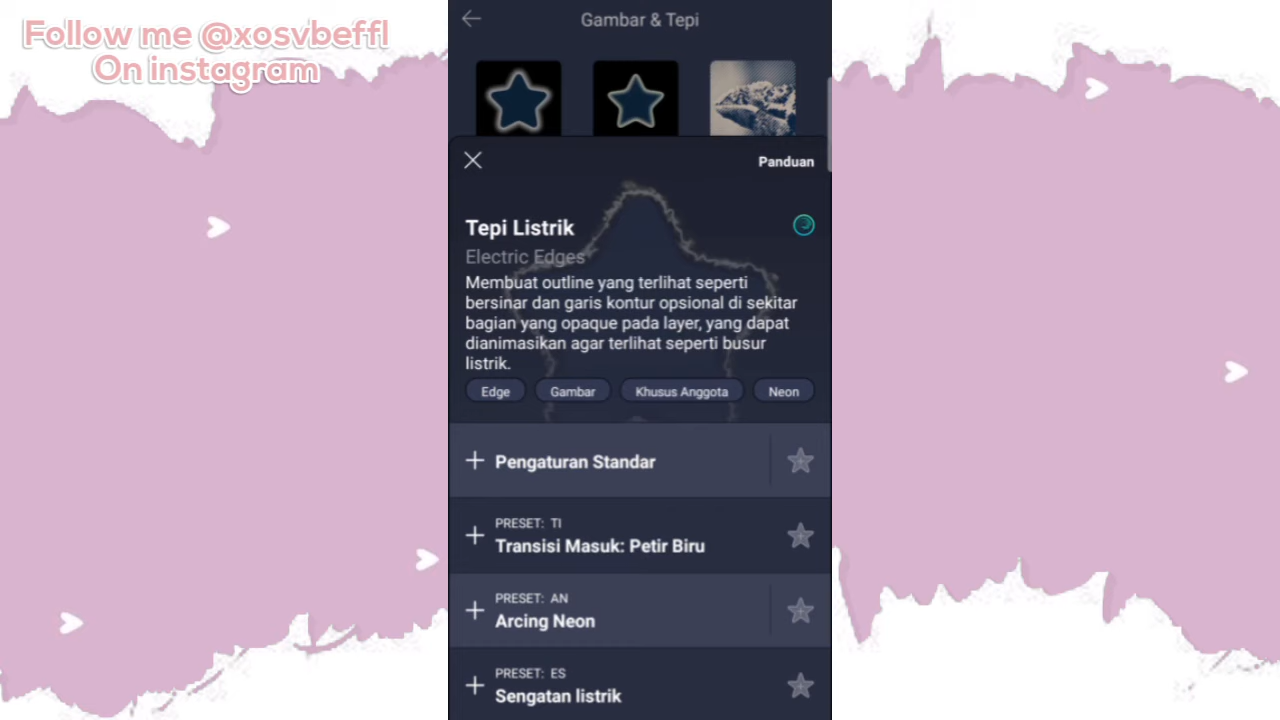 Follow me @xosvbeffl
On instagram
Gambar & Tepi
Panduan
Tepi Listrik
Electric Edges
Membuat outline yang terlihat seperti
bersinar dan garis kontur opsional di sekitar
bagian yang opaque pada layer, yang dapat
dianimasikan agar terlihat seperti busur
listrik.
Edge Gambar Khusus Anggota Neon
Pengaturan Standar
PRESET: TI
Transisi Masuk: Petir Biru
PRESET: AN
Arcing Neon
PRESET: ES
Sengatan listrik